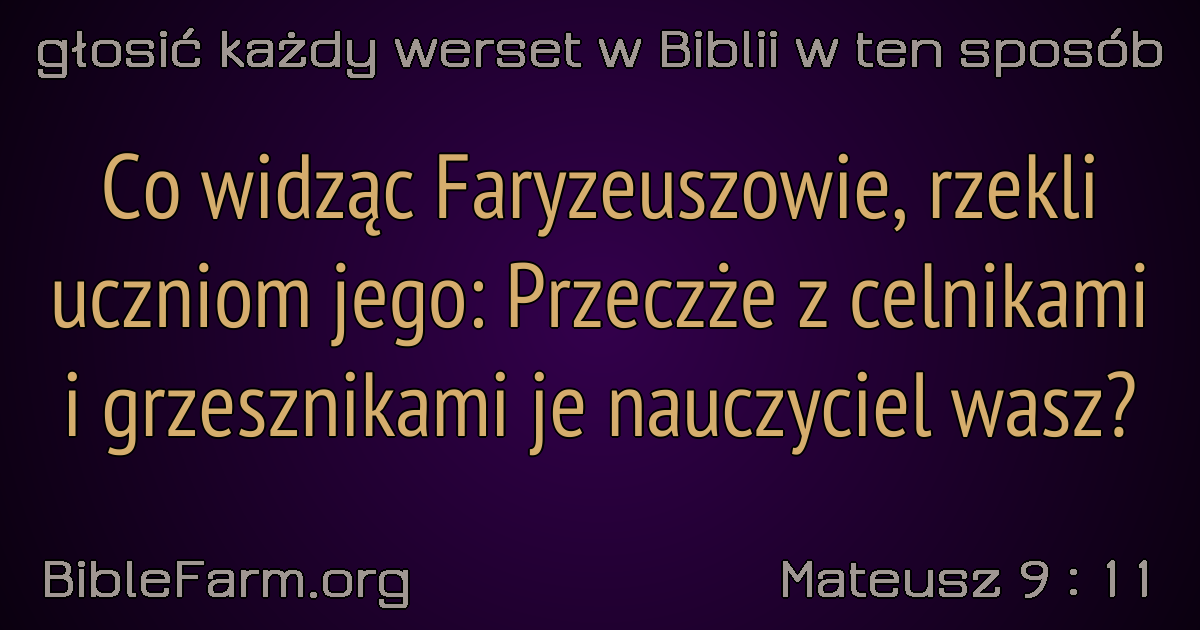 głosić każdy werset w Biblii w ten sposób
Co widząc Faryzeuszowie, rzekli
uczniom jego: Przeczże z celnikami
i grzesznikami je nauczyciel wasz?
BibleFarm.org
Mateusz 9 : 11